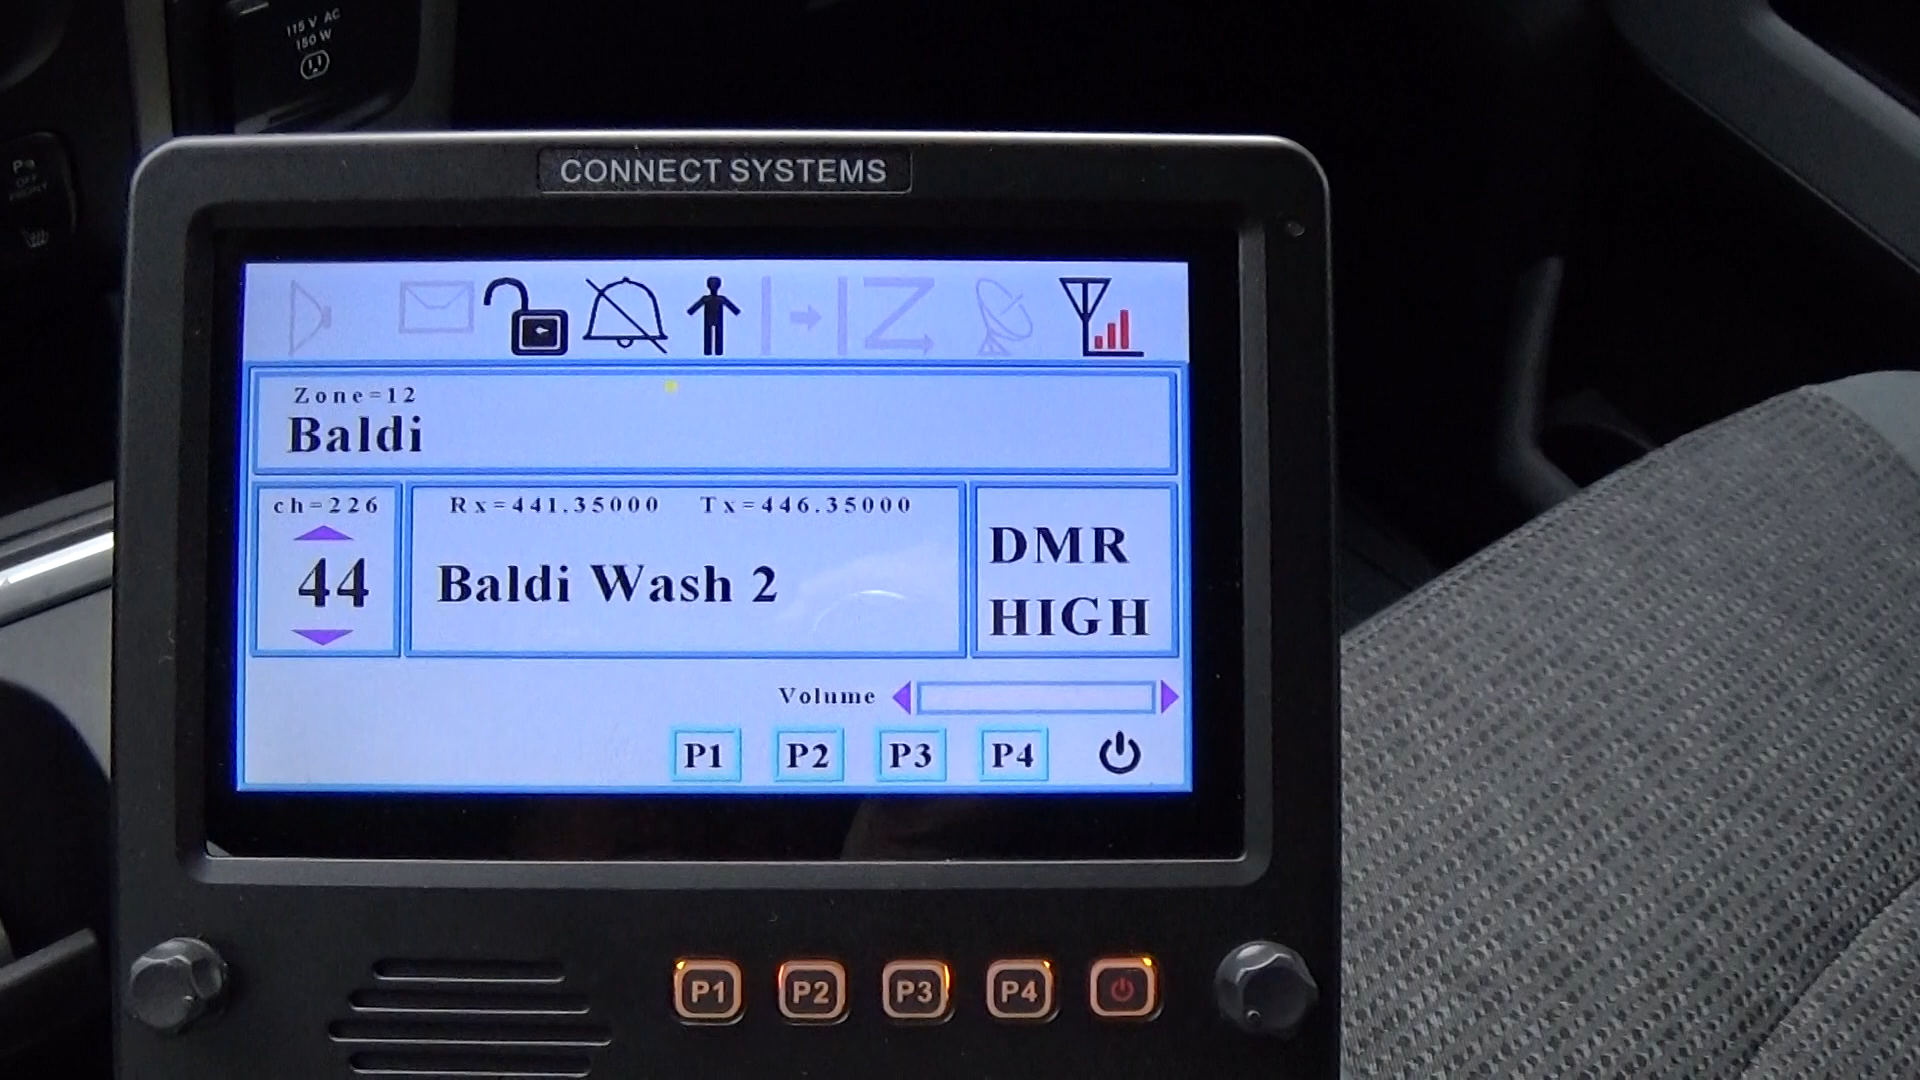 115 V AC
150 W
CONNECT SYSTEMS
Zone=12
Baldi
ch=226
44
Rx=441.35000 Tx=446.35000
Baldi Wash 2
DMR
HIGH
Volume
P1 P2 P3 P4
P1 P2 P3 P4